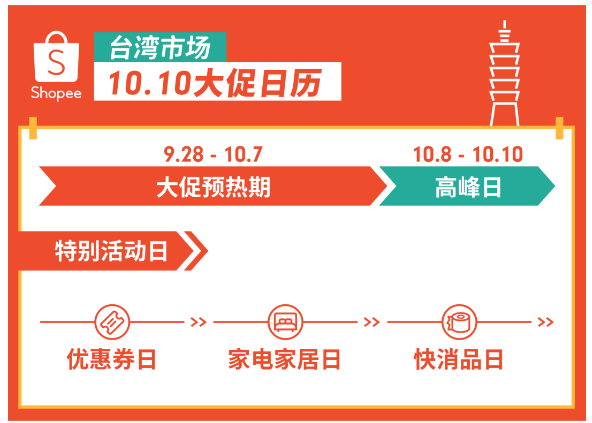 Shopee
台湾市场
10.10大促日历
9.28 - 10.7
10.8 - 10.10
大促预热期
高峰日
特别活动日
优惠券日
家电家居日
快消品日